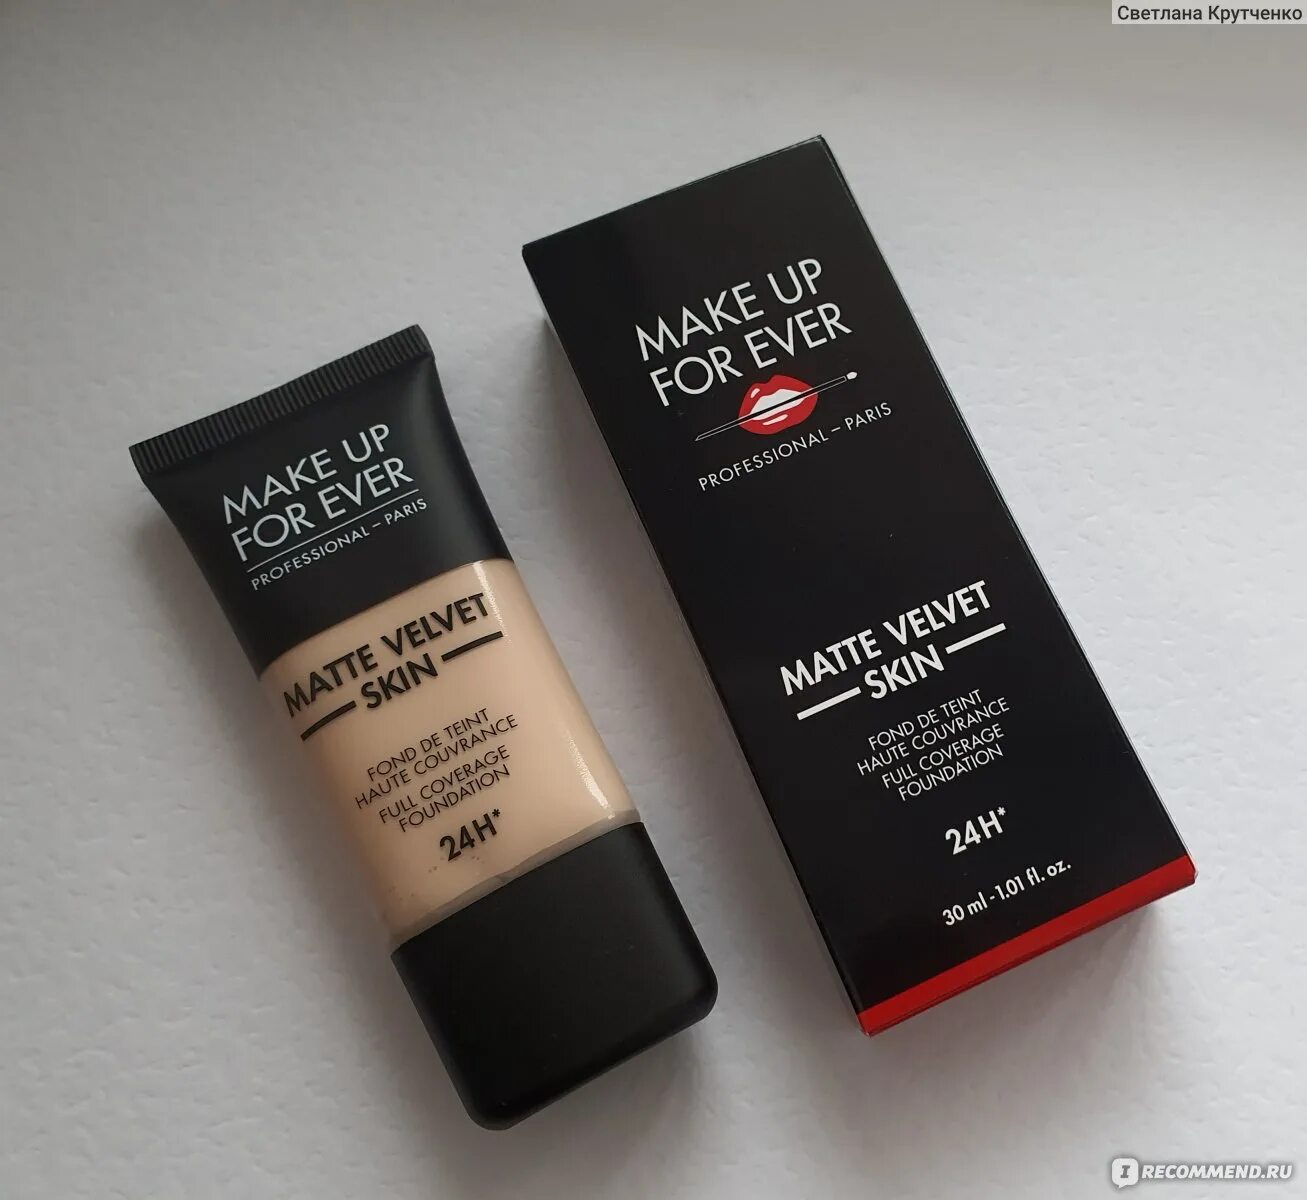 Светлана Крутченко
MAKE UP
FOR EVER
PROFESSIONAL – PARIS
MATTE VELVET
SKIN
FOND DE TEINT
HAUTE COUVRANCE
FULL COVERAGE
FOUNDATION
24H*
MAKE UP
FOR EVER
PROFESSIONAL – PARIS
MATTE VELVET
SKIN
FOND DE TEINT
HAUTE COUVRANCE
FULL COVERAGE
FOUNDATION
24H*
30 ml - 1.01 fl. oz.
I RECOMMEND.RU